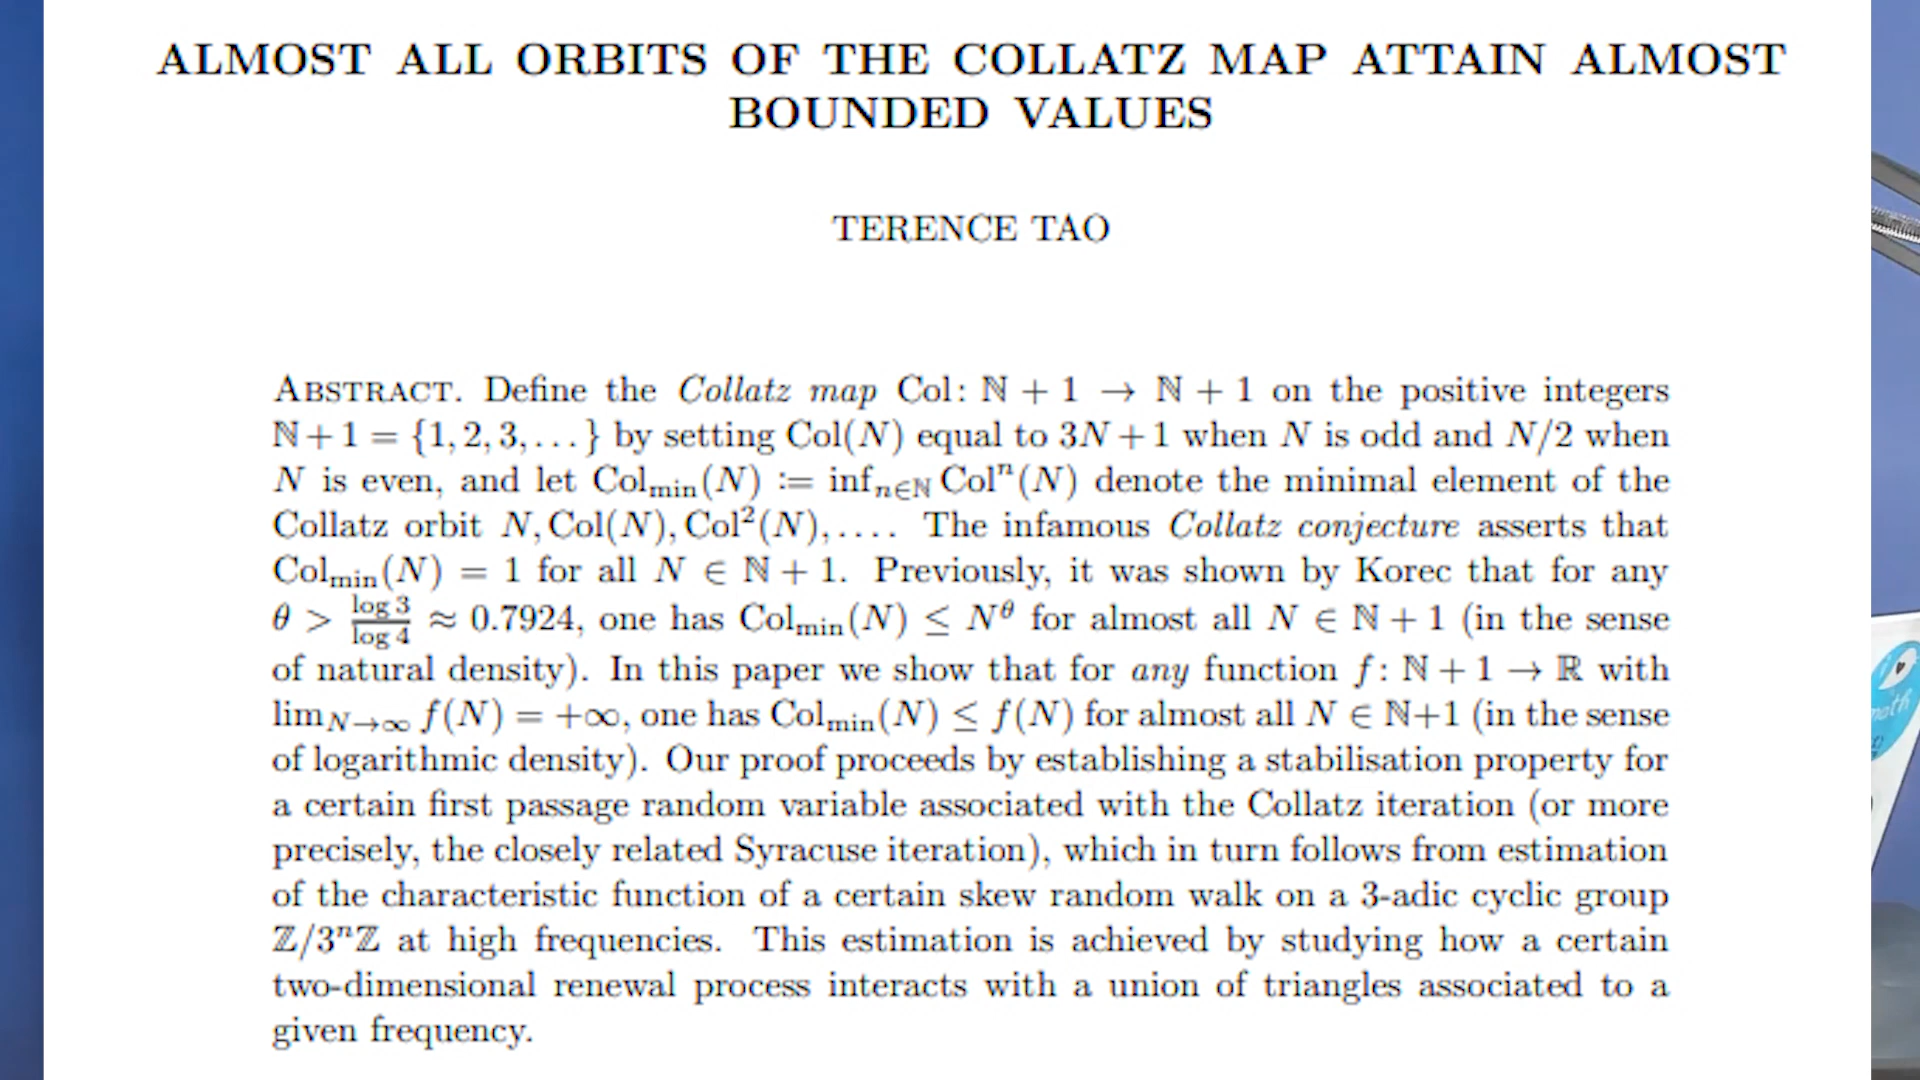 ALMOST ALL ORBITS OF THE COLLATZ MAP ATTAIN ALMOST
BOUNDED VALUES
TERENCE TAO
ABSTRACT. Define the Collatz map Col: ℕ + 1 → ℕ + 1 on the positive integers
ℕ+1 = {1, 2, 3, ...} by setting Col(N) equal to 3N +1 when N is odd and N/2 when
N is even, and let Colₘᵢₙ(N) := inf_{n∈ℕ} Colⁿ(N) denote the minimal element of the
Collatz orbit N, Col(N), Col²(N), .... The infamous Collatz conjecture asserts that
Colₘᵢₙ(N) = 1 for all N ∈ ℕ + 1. Previously, it was shown by Korec that for any
θ > log 3/log 4 ≈ 0.7924, one has Colₘᵢₙ(N) ≤ N^θ for almost all N ∈ ℕ + 1 (in the sense
of natural density). In this paper we show that for any function f: ℕ + 1 → ℝ with
lim_{N→∞} f(N) = +∞, one has Colₘᵢₙ(N) ≤ f(N) for almost all N ∈ ℕ+1 (in the sense
of logarithmic density). Our proof proceeds by establishing a stabilisation property for
a certain first passage random variable associated with the Collatz iteration (or more
precisely, the closely related Syracuse iteration), which in turn follows from estimation
of the characteristic function of a certain skew random walk on a 3-adic cyclic group
ℤ/3ⁿℤ at high frequencies. This estimation is achieved by studying how a certain
two-dimensional renewal process interacts with a union of triangles associated to a
given frequency.